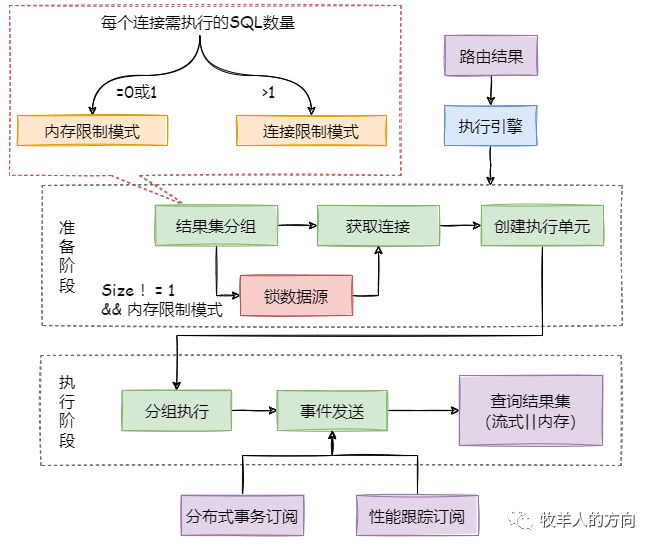 每个连接需执行的SQL数量
=0或1
>1
内存限制模式
连接限制模式
路由结果
执行引擎
准备阶段
结果集分组
获取连接
创建执行单元
Size ! = 1
&& 内存限制模式
锁数据源
执行阶段
分组执行
事件发送
查询结果集
(流式||内存)
分布式事务订阅
性能跟踪订阅
牧羊人的方向